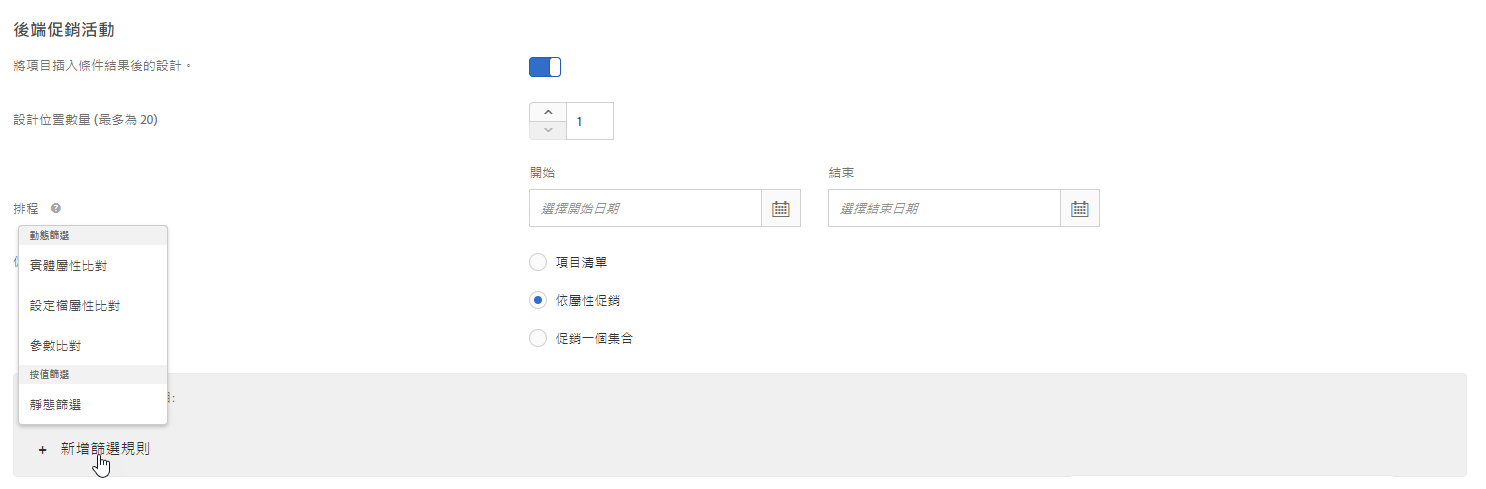 後端促銷活動
將項目插入條件結果後的設計。
設計位置數量 (最多為 20)
1
開始
結束
排程
選擇開始日期
選擇結束日期
動態篩選
實體屬性比對
設定檔屬性比對
參數比對
按值篩選
靜態篩選
項目清單
依屬性促銷
促銷一個集合
+ 新增篩選規則